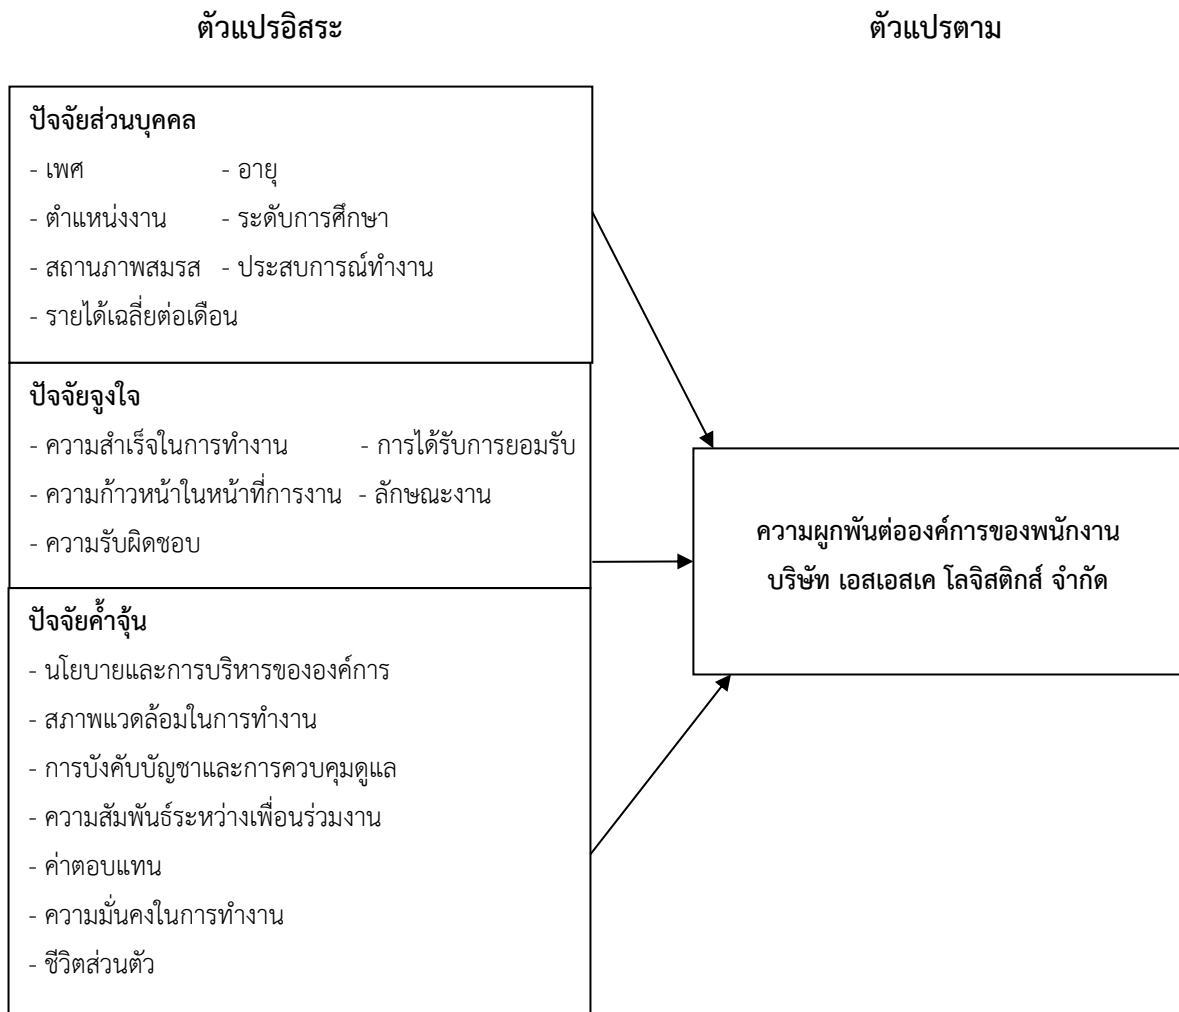 ตัวแปรอิสระ ตัวแปรตาม
ปัจจัยส่วนบุคคล
- เพศ - อายุ
- ตำแหน่งงาน - ระดับการศึกษา
- สถานภาพสมรส - ประสบการณ์ทำงาน
- รายได้เฉลี่ยต่อเดือน
ปัจจัยจูงใจ
- ความสำเร็จในการทำงาน - การได้รับการยอมรับ
- ความก้าวหน้าในหน้าที่การงาน - ลักษณะงาน
- ความรับผิดชอบ
ปัจจัยค้ำจุ้น
- นโยบายและการบริหารขององค์การ
- สภาพแวดล้อมในการทำงาน
- การบังคับบัญชาและการควบคุมดูแล
- ความสัมพันธ์ระหว่างเพื่อนร่วมงาน
- ค่าตอบแทน
- ความมั่นคงในการทำงาน
- ชีวิตส่วนตัว
ความผูกพันต่อองค์การของพนักงาน
บริษัท เอสเอสเค โลจิสติกส์ จำกัด